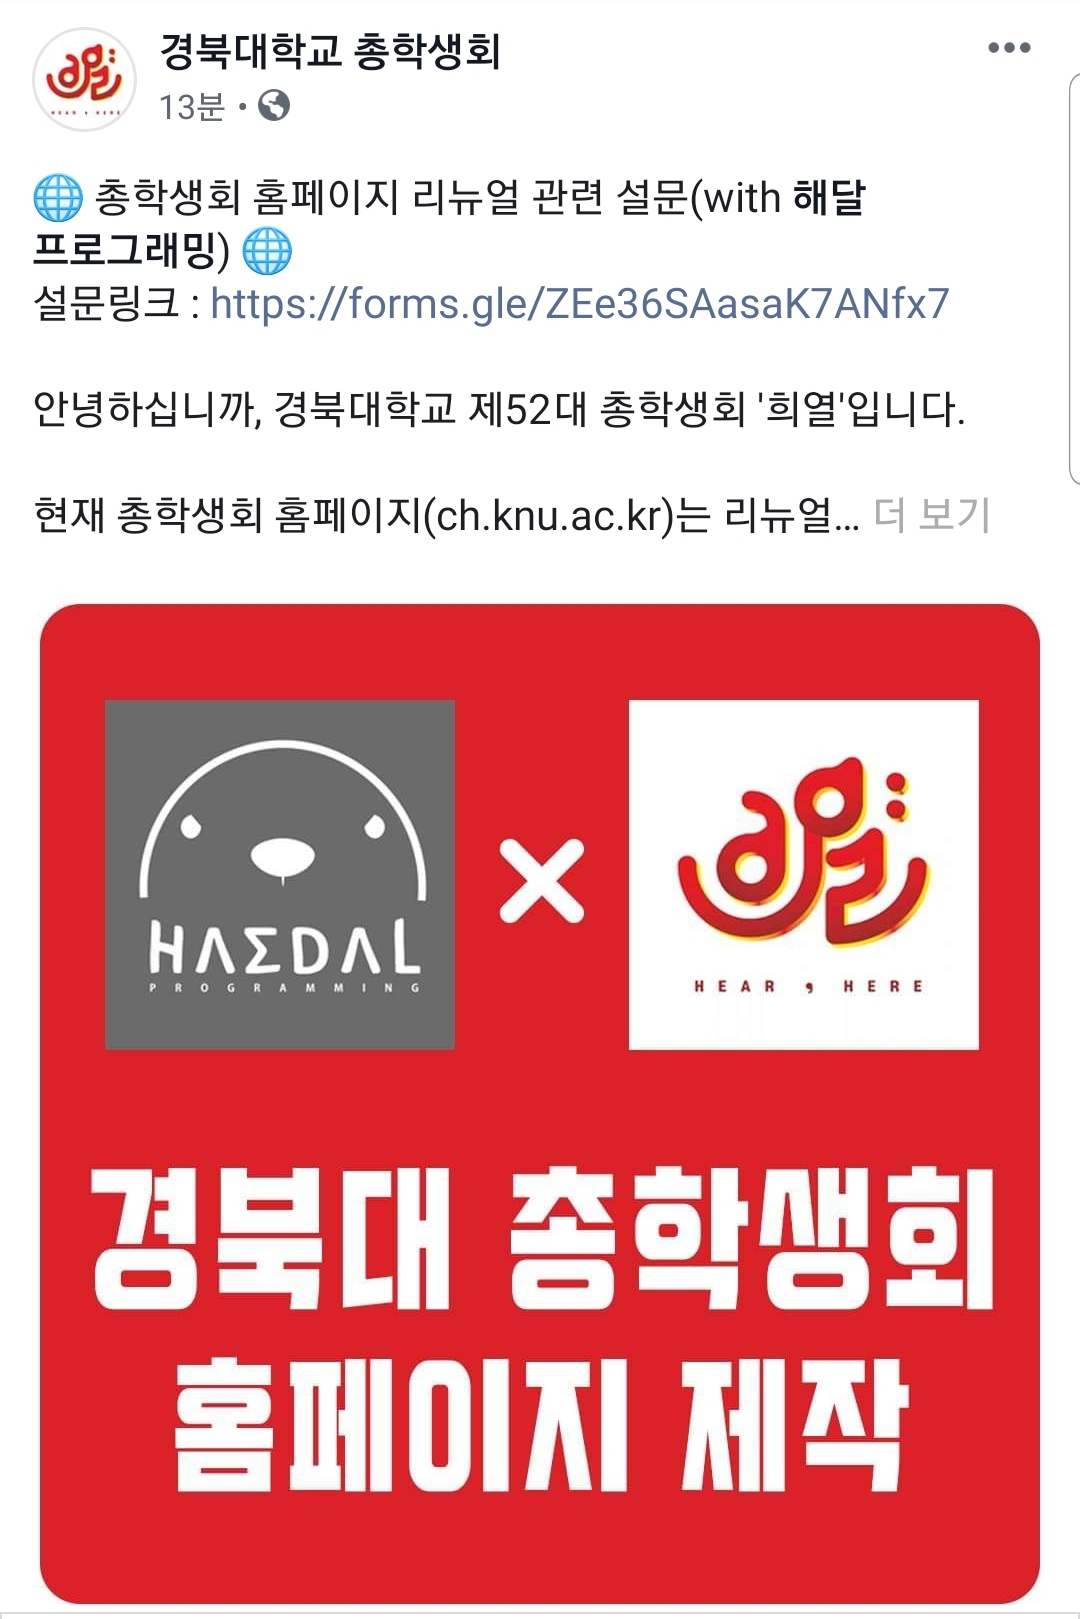 경북대학교 총학생회
13분 •
HEAR , HERE
🌐 총학생회 홈페이지 리뉴얼 관련 설문(with 해달
프로그래밍) 🌐
설문링크 : https://forms.gle/ZEe36SAasaK7ANfx7
안녕하십니까, 경북대학교 제52대 총학생회 '희열'입니다.
현재 총학생회 홈페이지(ch.knu.ac.kr)는 리뉴얼... 더 보기
HAΣDAL
PROGRAMMING
×
HEAR , HERE
경북대 총학생회
홈페이지 제작